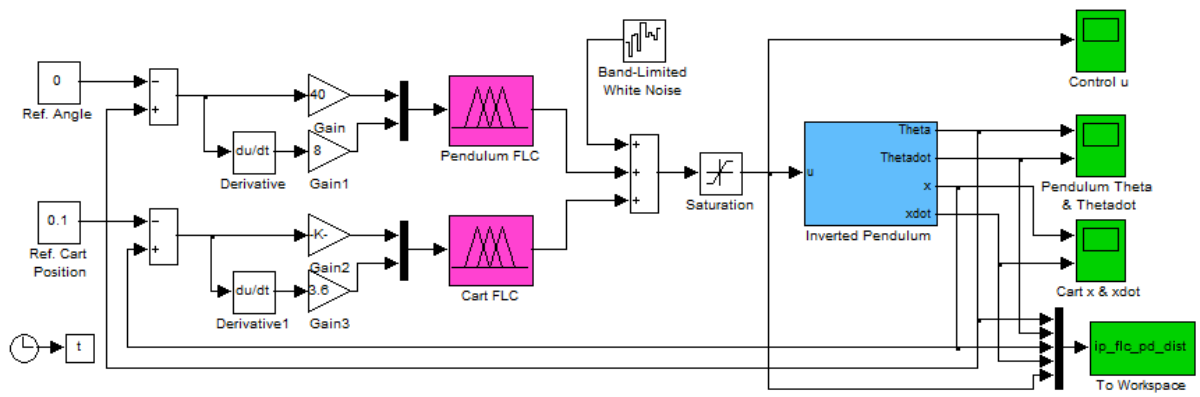 0
Ref. Angle
-
+
40
Gain
du/dt
Derivative
8
Gain1
Pendulum FLC
Band-Limited
White Noise
+
+
+
Saturation
u
Theta
Thetadot
x
xdot
Inverted Pendulum
Control u
Pendulum Theta
& Thetadot
Cart x & xdot
0.1
Ref. Cart
Position
-
+
-K-
Gain2
du/dt
Derivative1
3.6
Gain3
Cart FLC
t
ip_flc_pd_dist
To Workspace